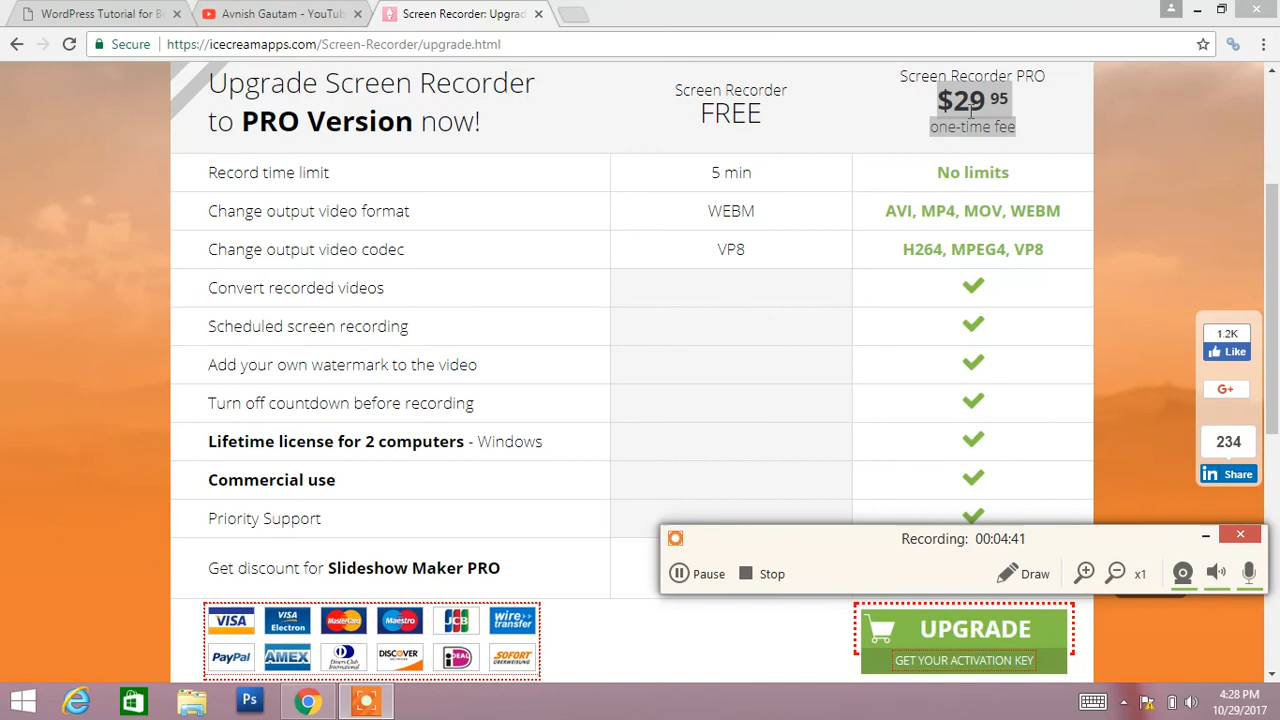 WordPress Tutorial for B
Avnish Gautam - YouTub
Screen Recorder: Upgrad
Secure
https://icecreamapps.com/Screen-Recorder/upgrade.html
Upgrade Screen Recorder
to PRO Version now!
Screen Recorder
FREE
Screen Recorder PRO
$29 95
one-time fee
Record time limit
5 min
No limits
Change output video format
WEBM
AVI, MP4, MOV, WEBM
Change output video codec
VP8
H264, MPEG4, VP8
Convert recorded videos
Scheduled screen recording
Add your own watermark to the video
Turn off countdown before recording
Lifetime license for 2 computers - Windows
Commercial use
Priority Support
Get discount for Slideshow Maker PRO
1.2K
Like
G+
234
in Share
Recording: 00:04:41
Pause
Stop
Draw
x1
VISA
VISA Electron
MasterCard
Maestro
JCB
wire transfer
PayPal
AMEX
Diners Club International
DISCOVER
iDEAL
SOFORT ÜBERWEISUNG
UPGRADE
GET YOUR ACTIVATION KEY
Ps
4:28 PM
10/29/2017